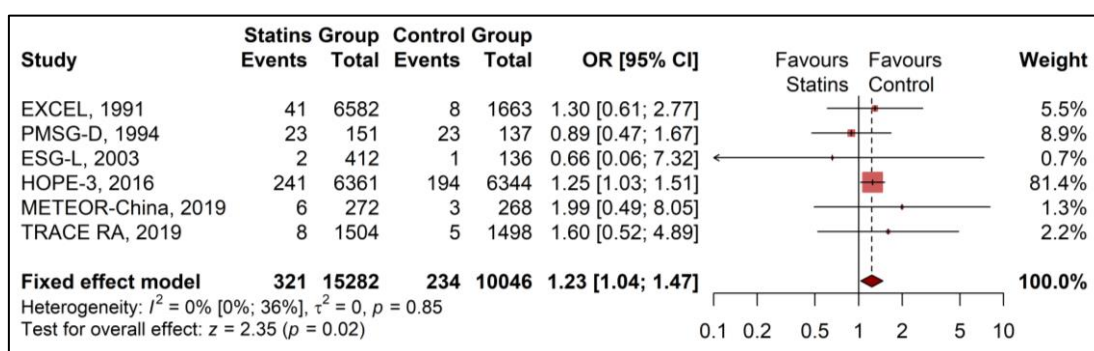 Statins Group Control Group
Study Events Total Events Total OR [95% CI] Favours Statins Favours Control Weight
EXCEL, 1991 41 6582 8 1663 1.30 [0.61; 2.77] 5.5%
PMSG-D, 1994 23 151 23 137 0.89 [0.47; 1.67] 8.9%
ESG-L, 2003 2 412 1 136 0.66 [0.06; 7.32] 0.7%
HOPE-3, 2016 241 6361 194 6344 1.25 [1.03; 1.51] 81.4%
METEOR-China, 2019 6 272 3 268 1.99 [0.49; 8.05] 1.3%
TRACE RA, 2019 8 1504 5 1498 1.60 [0.52; 4.89] 2.2%
Fixed effect model 321 15282 234 10046 1.23 [1.04; 1.47] 100.0%
Heterogeneity: I² = 0% [0%; 36%], τ² = 0, p = 0.85
Test for overall effect: z = 2.35 (p = 0.02)
0.1 0.2 0.5 1 2 5 10